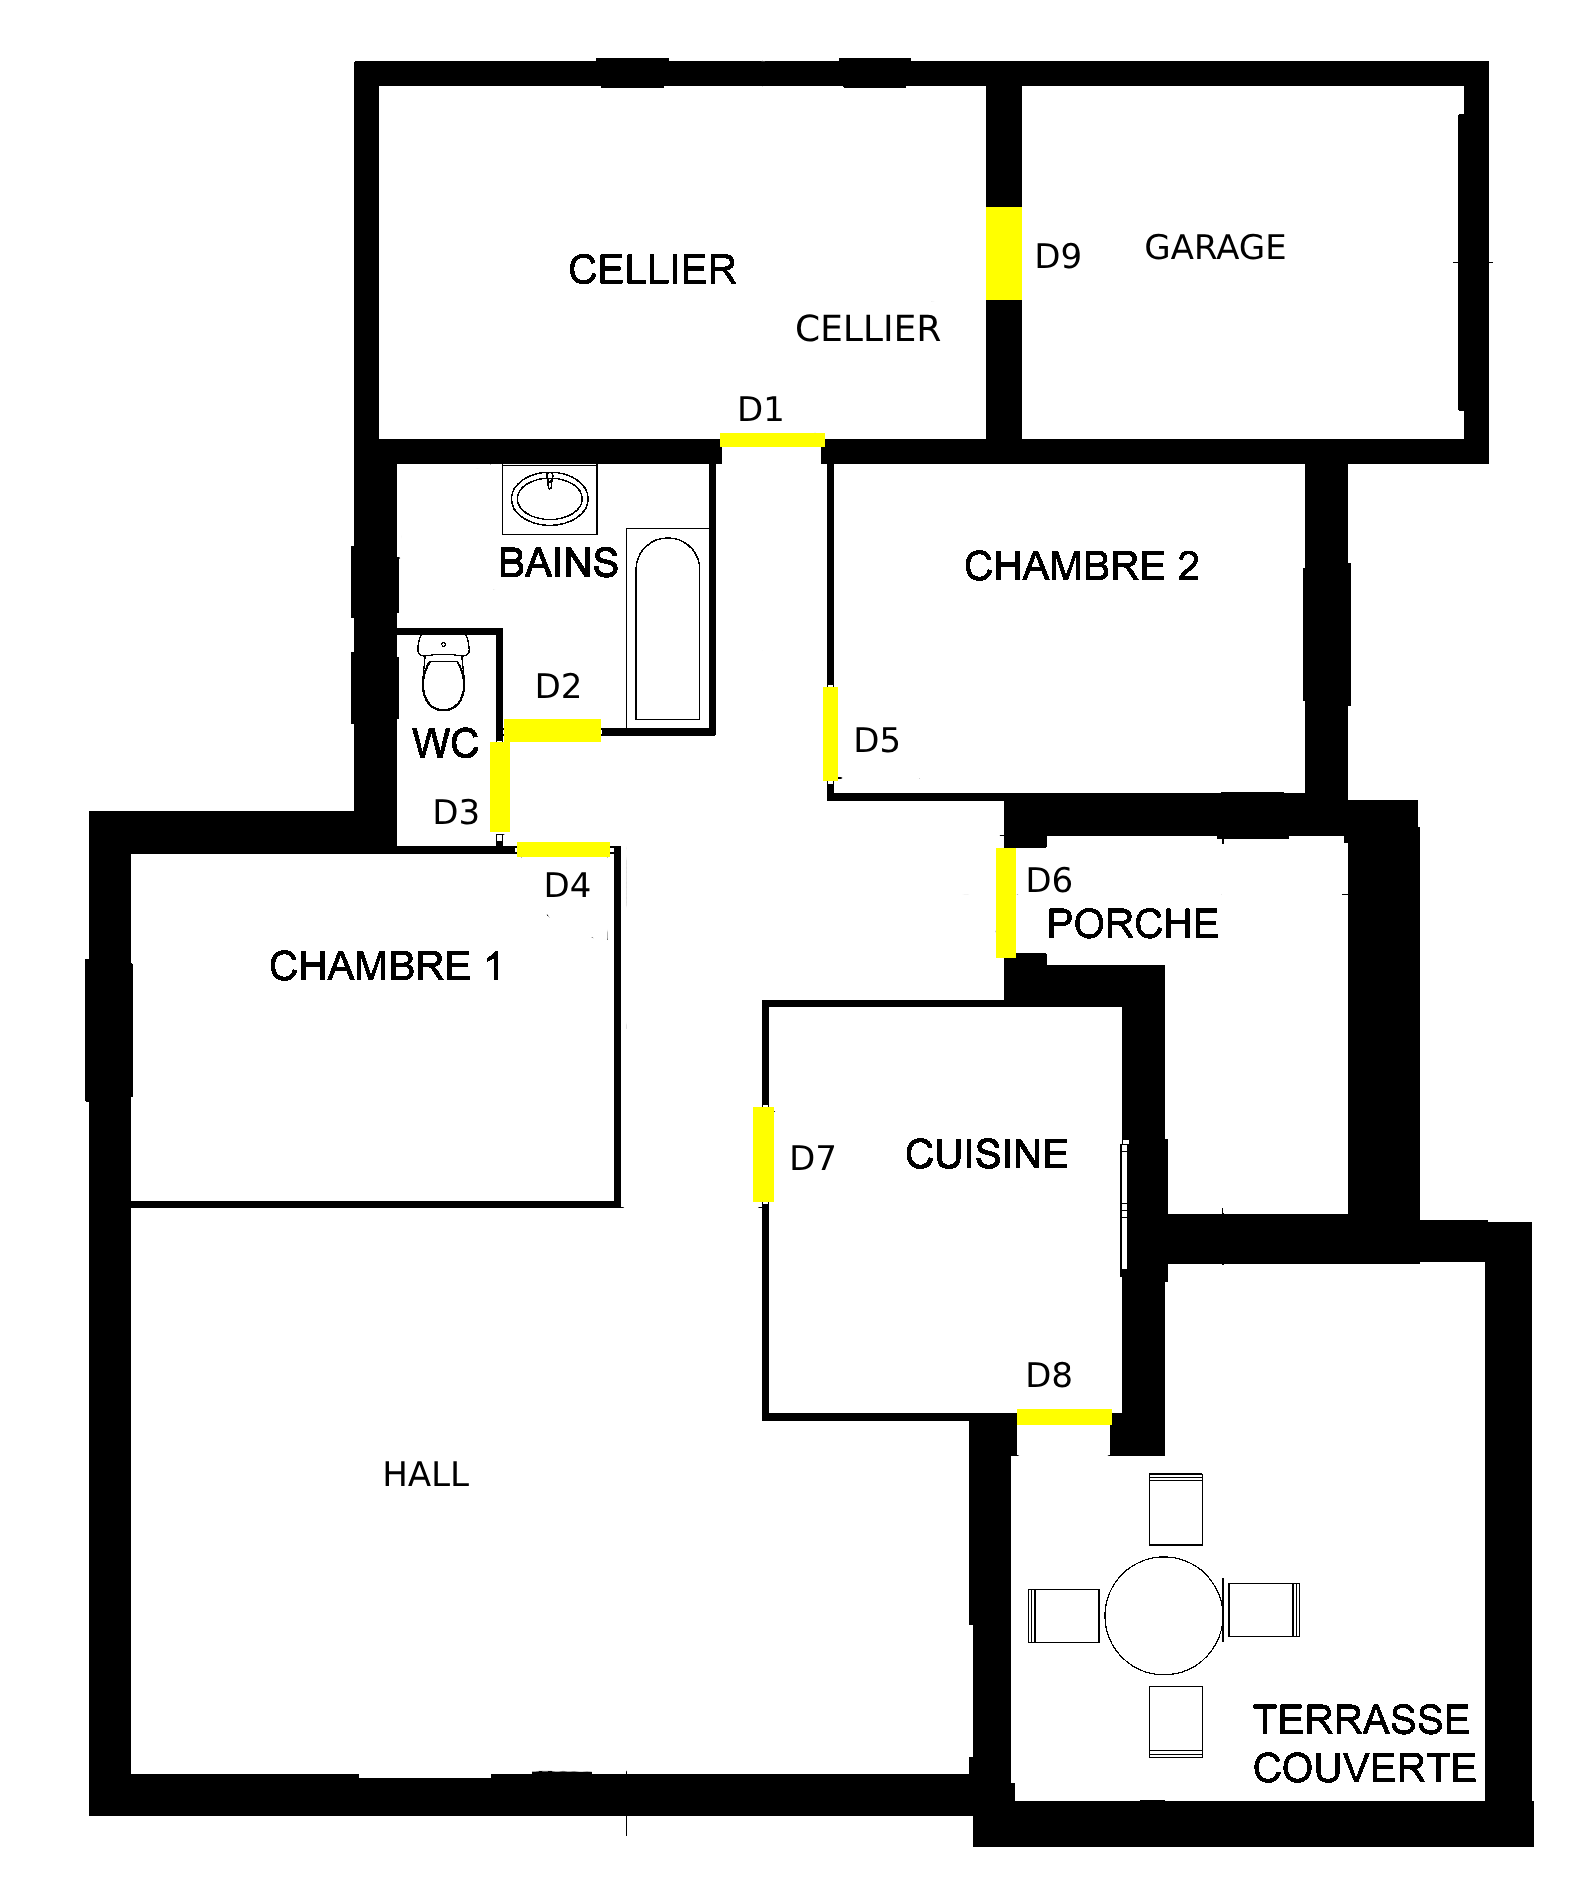 CELLIER
D9
GARAGE
CELLIER
D1
BAINS
CHAMBRE 2
D2
WC
D5
D3
D4
D6
PORCHE
CHAMBRE 1
D7
CUISINE
D8
HALL
TERRASSE
COUVERTE